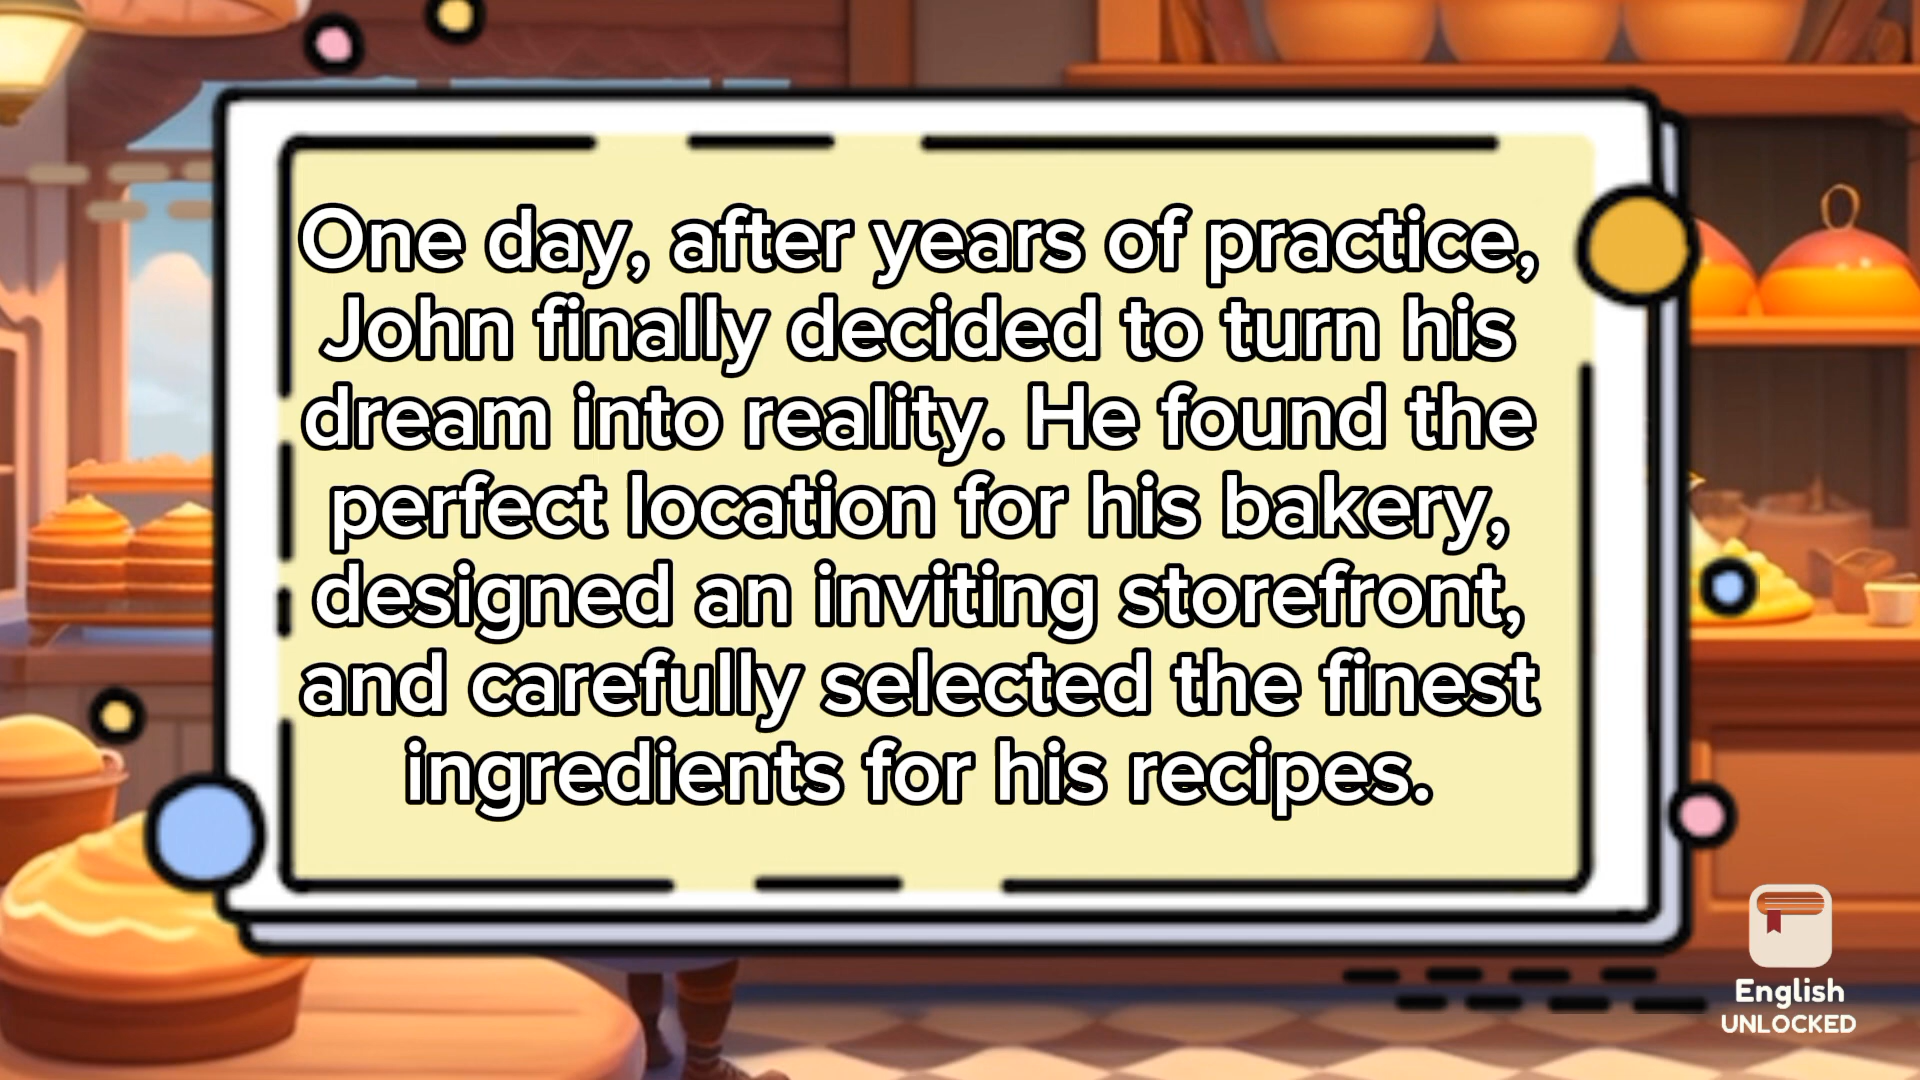 One day, after years of practice,
John finally decided to turn his
dream into reality. He found the
perfect location for his bakery,
designed an inviting storefront,
and carefully selected the finest
ingredients for his recipes.
English
UNLOCKED